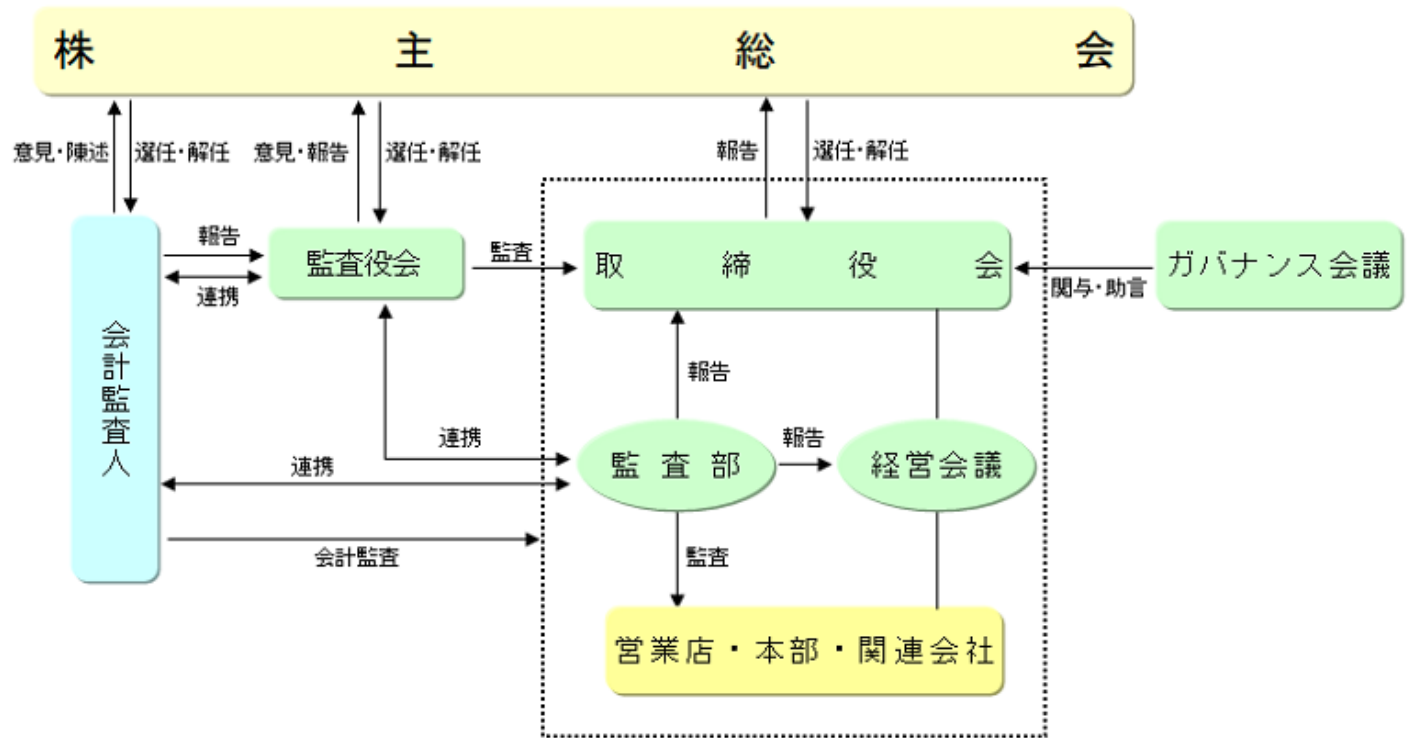 株主総会
意見・陳述
選任・解任
意見・報告
選任・解任
報告
選任・解任
報告
連携
監査役会
監査
取締役会
関与・助言
ガバナンス会議
会計監査人
報告
連携
連携
監査部
報告
経営会議
会計監査
監査
営業店・本部・関連会社